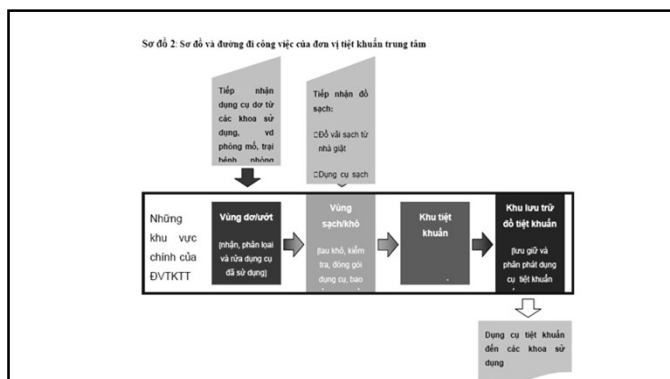 Sơ đồ 2: Sơ đồ và đường đi công việc của đơn vị tiệt khuẩn trung tâm
Tiếp nhận
dụng cụ dơ từ
các khoa sử
dụng, vd
phòng mổ, trại
bệnh phòng
Tiếp nhận đồ
sạch:
□Đồ vải sạch từ
nhà giặt
□Dụng cụ sạch
Những
khu vực
chính của
ĐVTKTT
Vùng dơ/ướt
(nhận, phân loại
và rửa dụng cụ
đã sử dụng)
Vùng
sạch/khô
(lau khô, kiểm
tra, đóng gói
dụng cụ, bao
Khu tiệt
khuẩn
Khu lưu trữ
đồ tiệt khuẩn
(lưu giữ và
phân phát dụng
cụ tiệt khuẩn
Dụng cụ tiệt khuẩn
đến các khoa sử
dụng